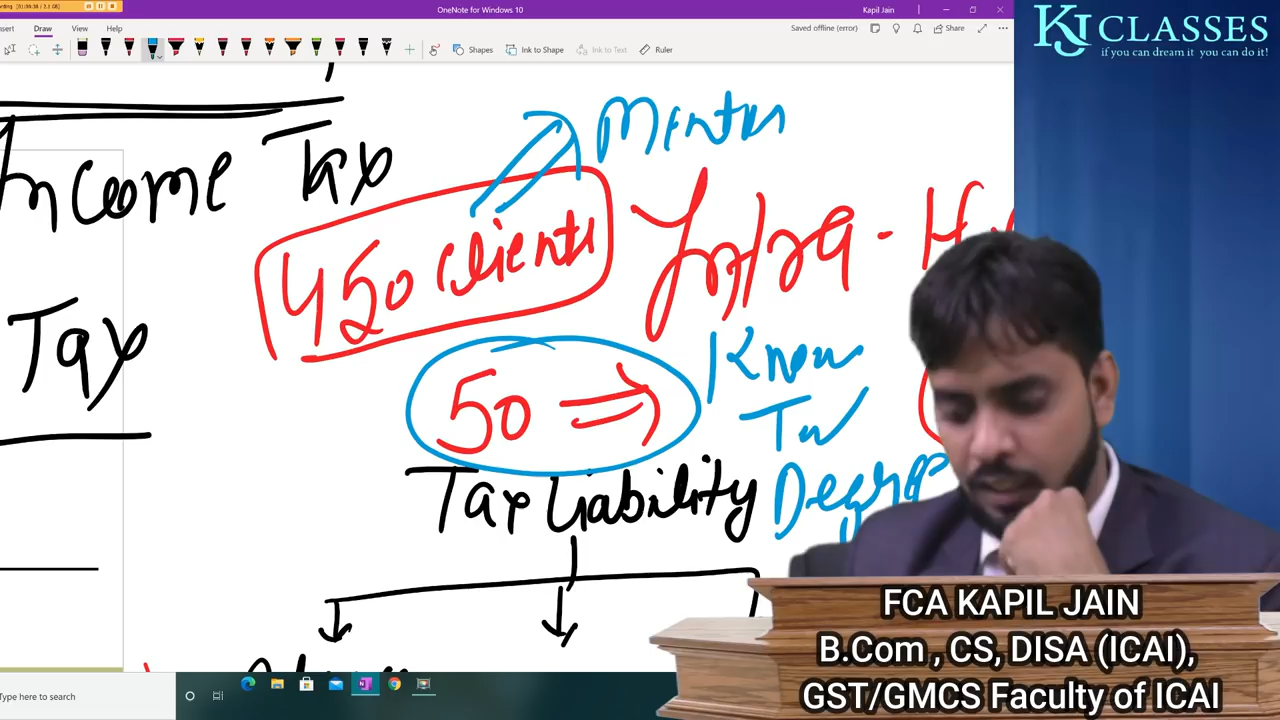 OneNote for Windows 10
Kapil Jain
Draw
View
Help
Saved offline (error)
Share
Shapes
Ink to Shape
Ink to Text
Ruler
KJ CLASSES
if you can dream it you can do it!
Income Tax
450 clients
Tax
50 ⇒
Know
Degree
Tax Liability
Type here to search
FCA KAPIL JAIN
B.Com , CS, DISA (ICAI),
GST/GMCS Faculty of ICAI